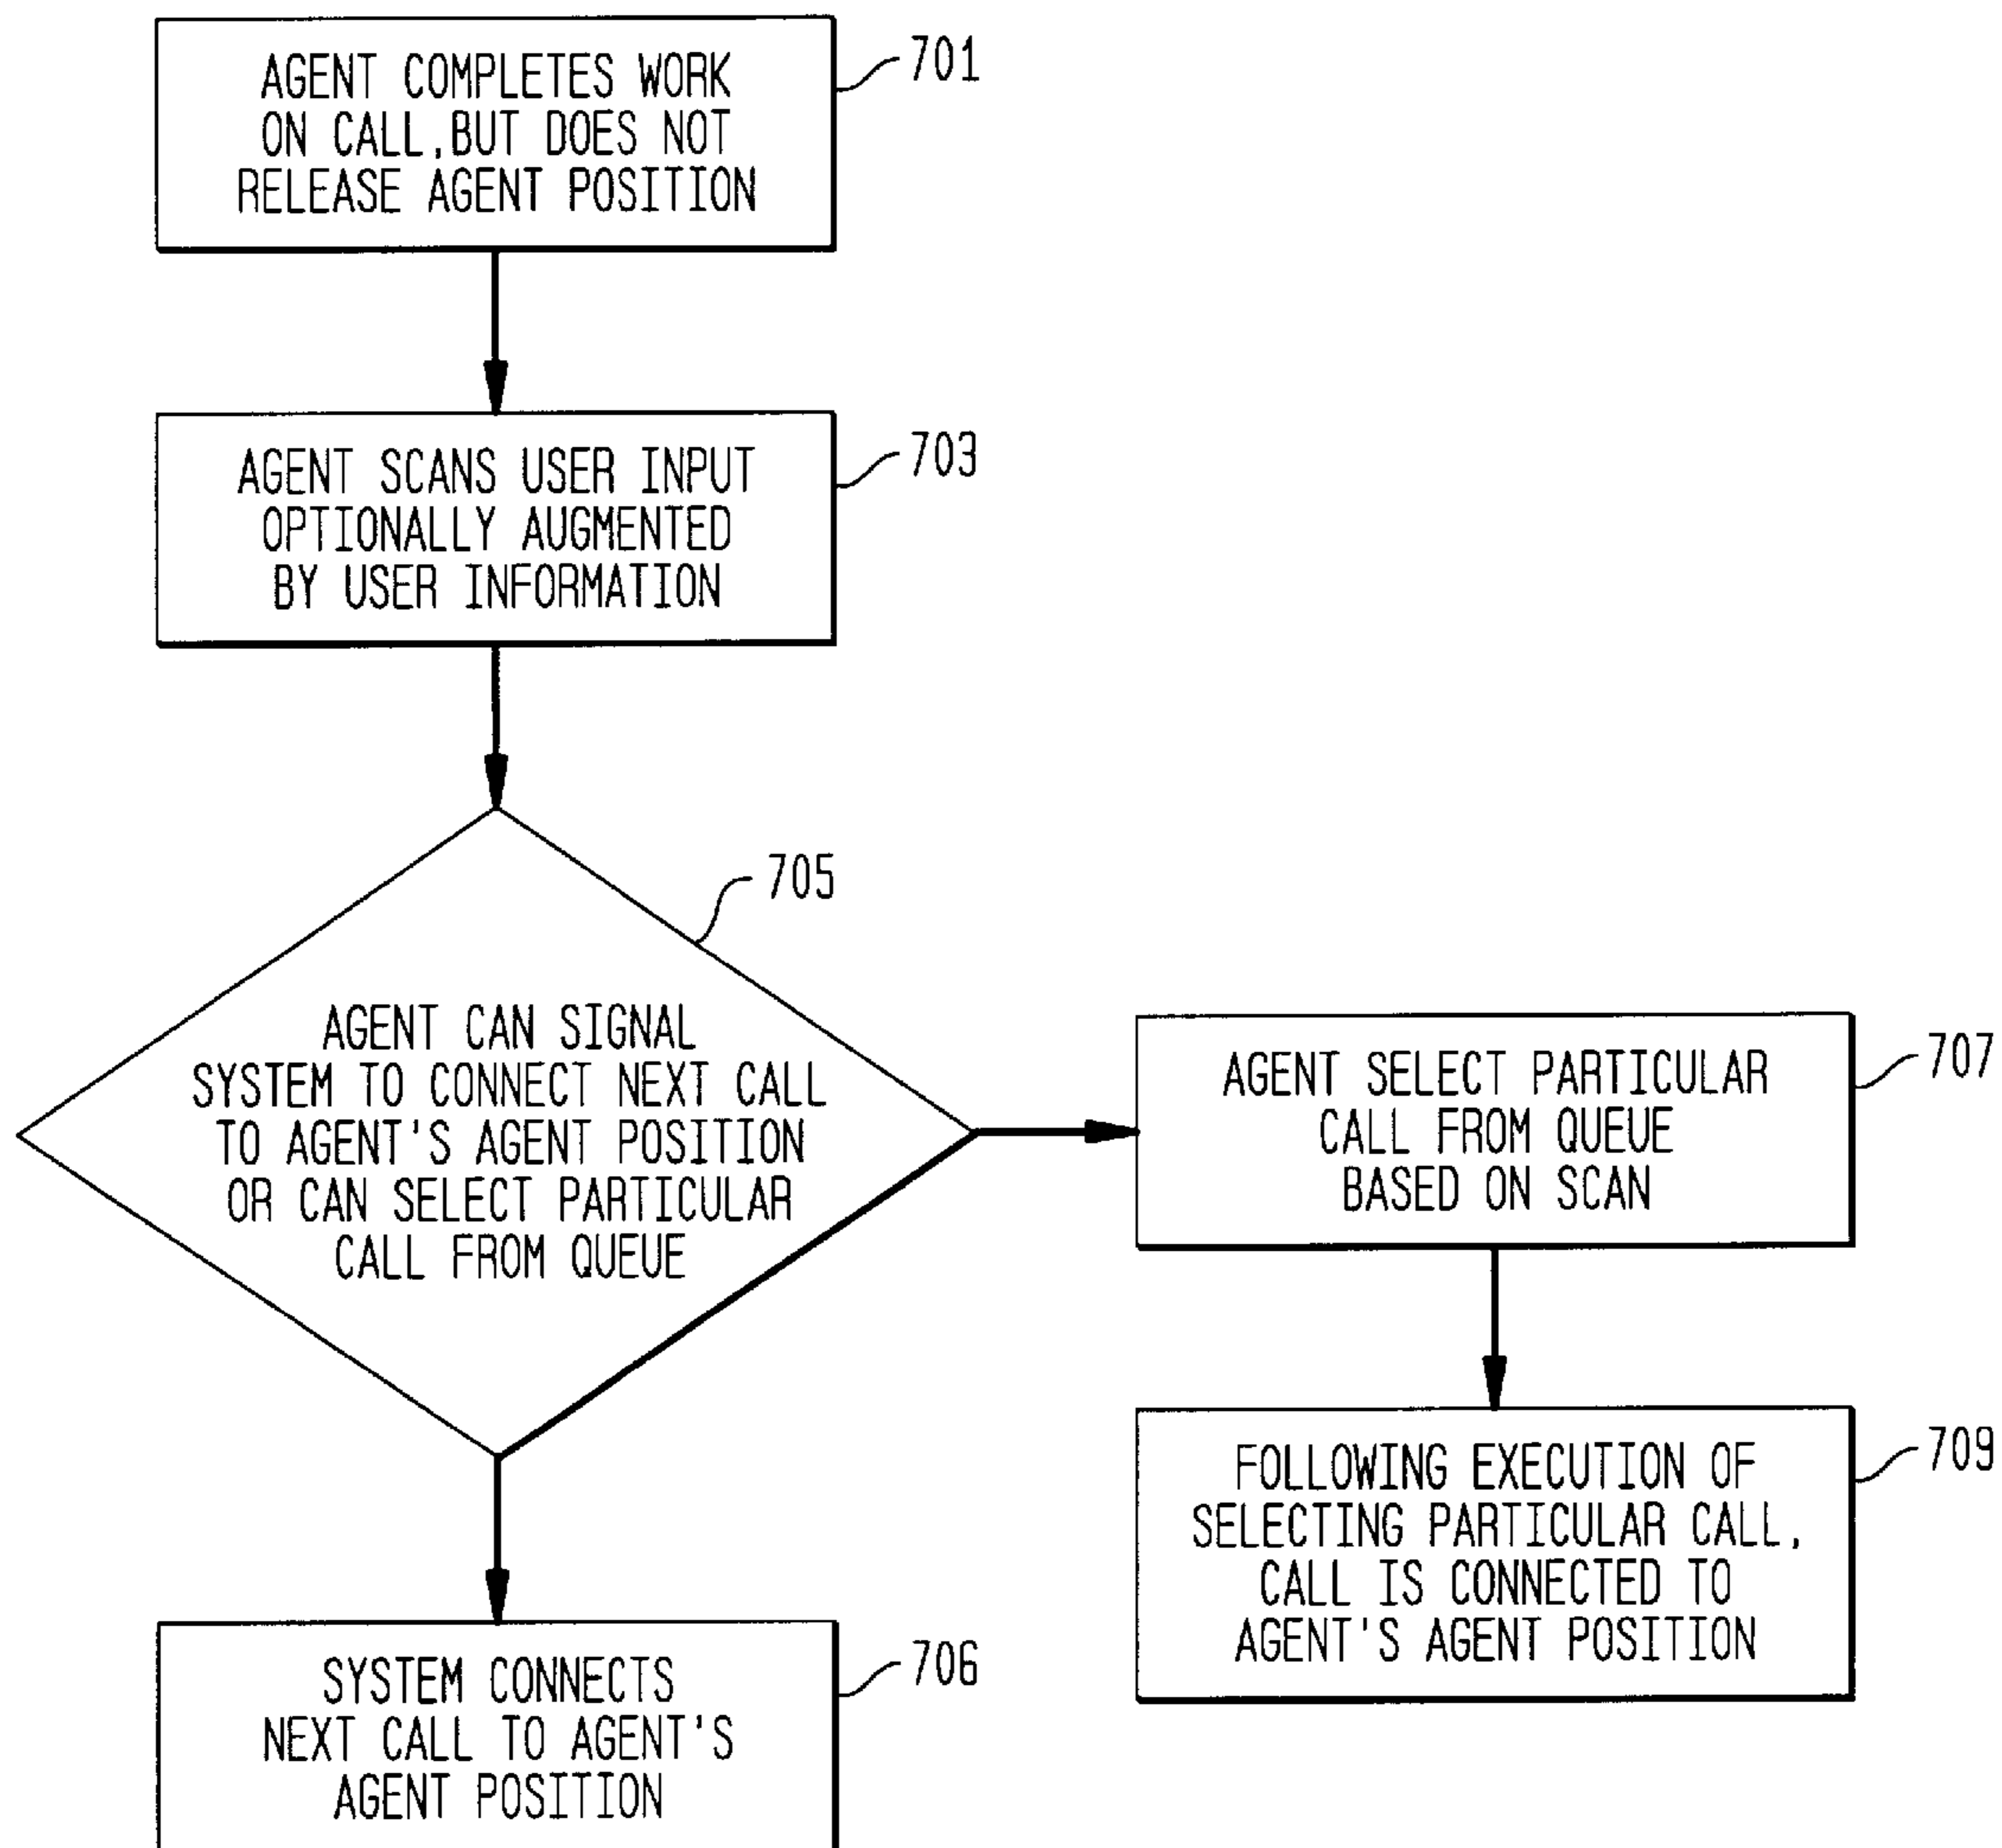 AGENT COMPLETES WORK
ON CALL, BUT DOES NOT
RELEASE AGENT POSITION
701
AGENT SCANS USER INPUT
OPTIONALLY AUGMENTED
BY USER INFORMATION
703
705
AGENT CAN SIGNAL
SYSTEM TO CONNECT NEXT CALL
TO AGENT'S AGENT POSITION
OR CAN SELECT PARTICULAR
CALL FROM QUEUE
AGENT SELECT PARTICULAR
CALL FROM QUEUE
BASED ON SCAN
707
FOLLOWING EXECUTION OF
SELECTING PARTICULAR CALL,
CALL IS CONNECTED TO
AGENT'S AGENT POSITION
709
SYSTEM CONNECTS
NEXT CALL TO AGENT'S
AGENT POSITION
706